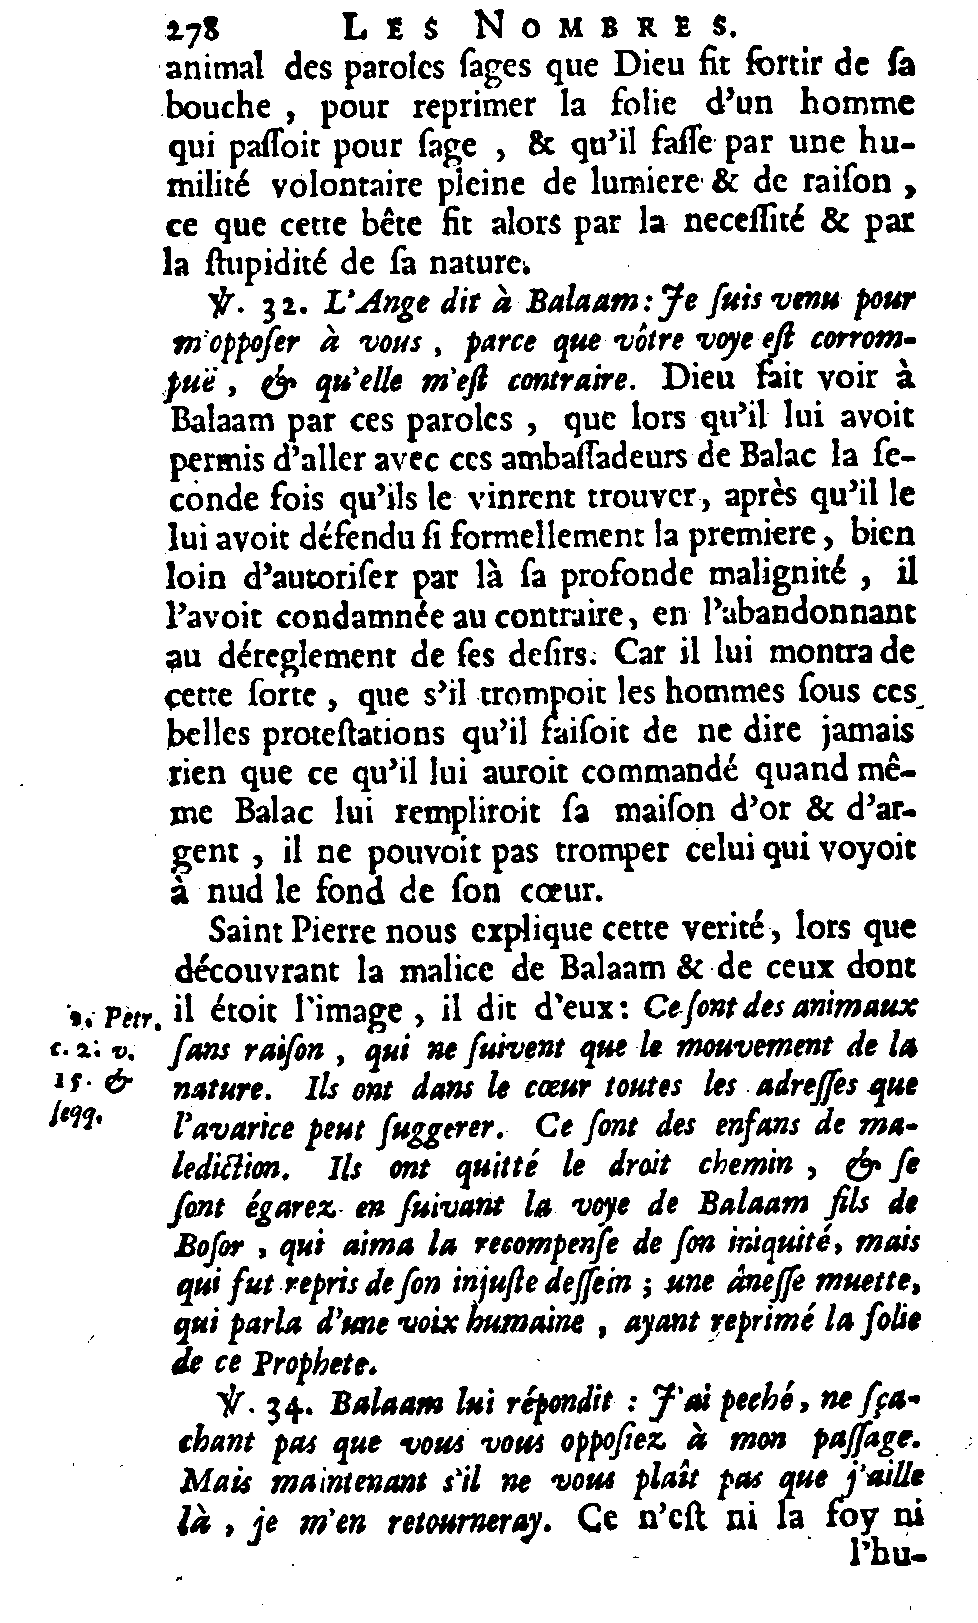 278 LES NOMBRES.
animal des paroles ſages que Dieu fit ſortir de ſa
bouche, pour reprimer la folie d'un homme
qui paſſoit pour ſage, & qu'il faſſe par une hu-
milité volontaire pleine de lumiere & de raiſon,
ce que cette bête fit alors par la neceſſité & par
la ſtupidité de ſa nature.
℣. 32. L'Ange dit à Balaam: Je ſuis venu pour
m'oppoſer à vous, parce que vôtre voye eſt corrom-
puë, & qu'elle m'eſt contraire. Dieu fait voir à
Balaam par ces paroles, que lors qu'il lui avoit
permis d'aller avec ces ambaſſadeurs de Balac la ſe-
conde fois qu'ils le vinrent trouver, après qu'il le
lui avoit défendu ſi formellement la premiere, bien
loin d'autoriſer par là ſa profonde malignité, il
l'avoit condamnée au contraire, en l'abandonnant
au déreglement de ſes deſirs. Car il lui montra de
cette ſorte, que s'il trompoit les hommes ſous ces
belles proteſtations qu'il faiſoit de ne dire jamais
rien que ce qu'il lui auroit commandé quand mê-
me Balac lui rempliroit ſa maiſon d'or & d'ar-
gent, il ne pouvoit pas tromper celui qui voyoit
à nud le fond de ſon cœur.
Saint Pierre nous explique cette verité, lors que
découvrant la malice de Balaam & de ceux dont
il étoit l'image, il dit d'eux: Ce ſont des animaux
ſans raiſon, qui ne ſuivent que le mouvement de la
nature. Ils ont dans le cœur toutes les adreſſes que
l'avarice peut ſuggerer. Ce ſont des enfans de ma-
lediction. Ils ont quitté le droit chemin, & ſe
ſont égarez en ſuivant la voye de Balaam fils de
Boſor, qui aima la recompenſe de ſon iniquité, mais
qui fut repris de ſon injuſte deſſein; une âneſſe muette,
qui parla d'une voix humaine, ayant reprimé la folie
de ce Prophete.
2. Petr.
c. 2. v.
15. &
ſeqq.
℣. 34. Balaam lui répondit: J'ai peché, ne ſça-
chant pas que vous vous oppoſiez à mon paſſage.
Mais maintenant s'il ne vous plaît pas que j'aille
là, je m'en retourneray. Ce n'eſt ni la foy ni
l'hu-